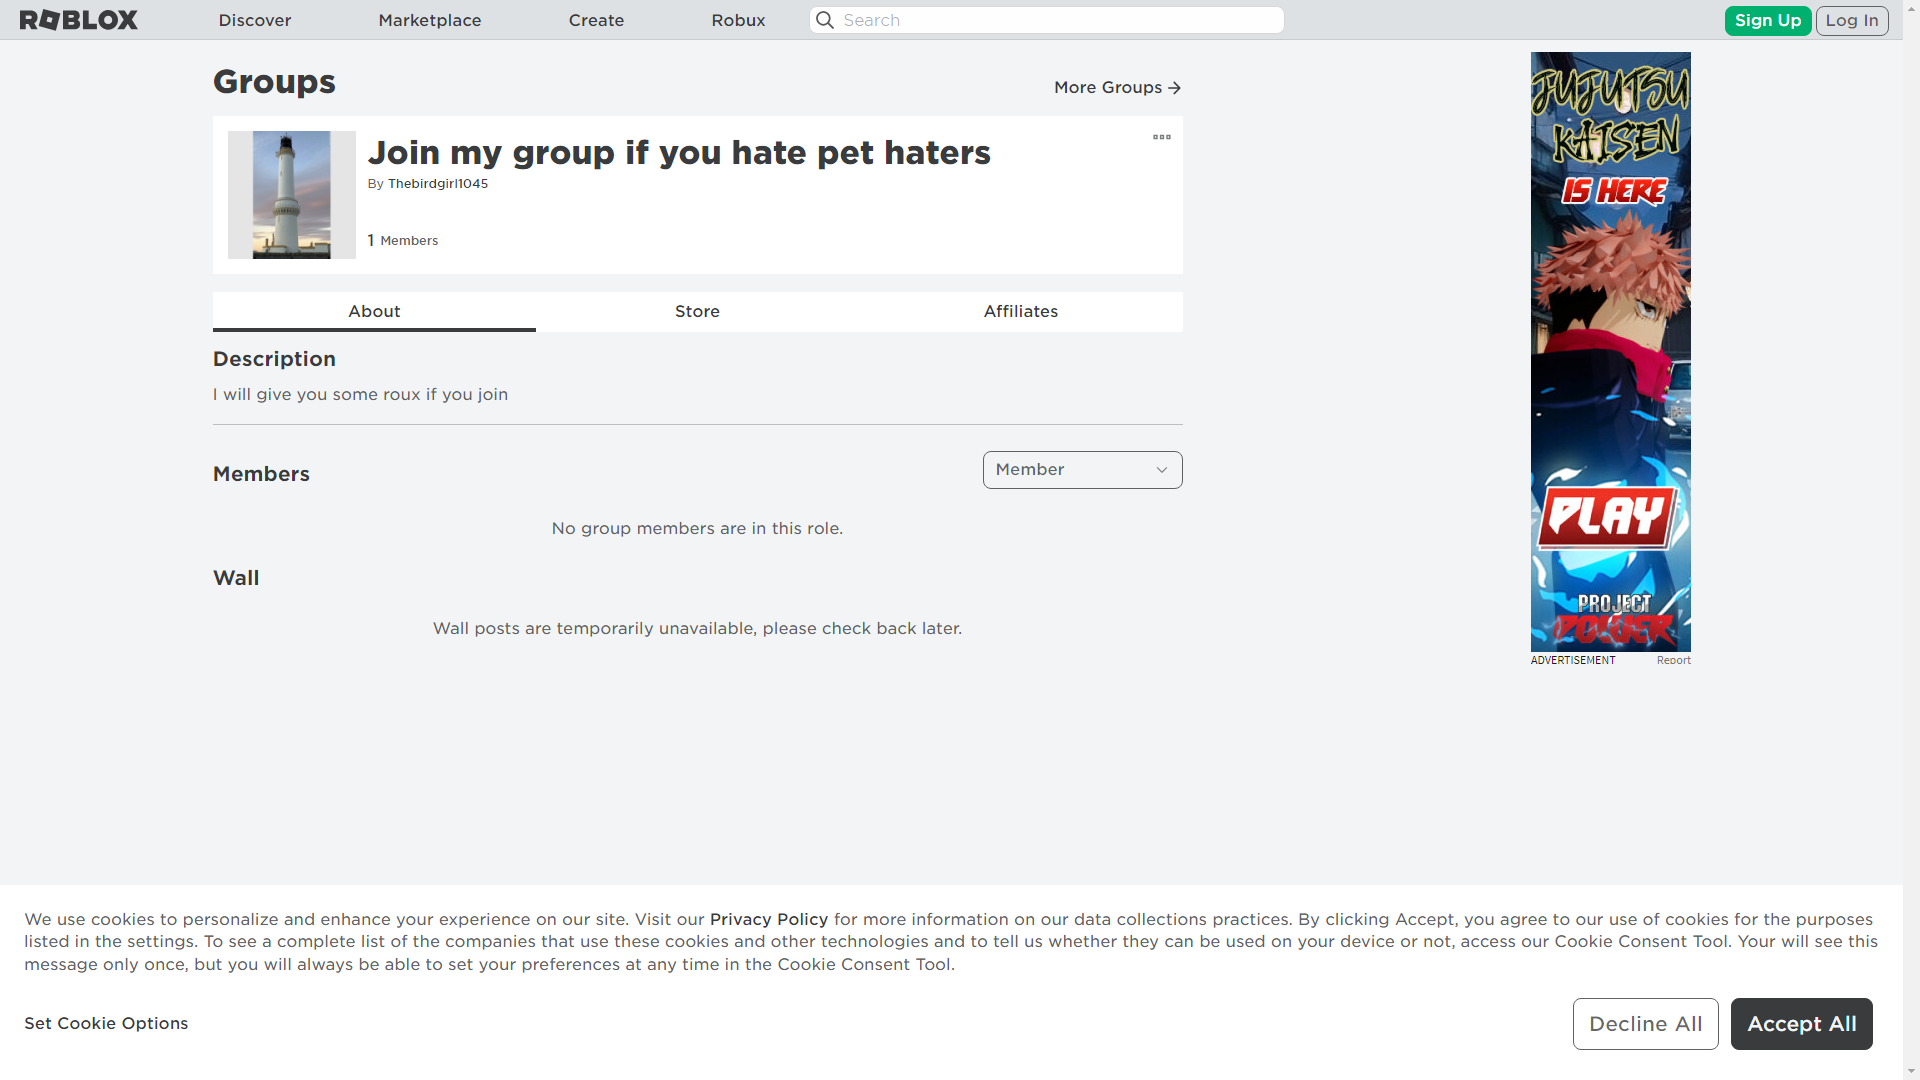 ROBLOX
Discover
Marketplace
Create
Robux
Search
Sign Up
Log In
Groups
More Groups
Join my group if you hate pet haters
By Thebirdgirl1045
1 Members
About
Store
Affiliates
Description
I will give you some roux if you join
Members
Member
No group members are in this role.
Wall
Wall posts are temporarily unavailable, please check back later.
JUJUTSU
KAISEN
IS HERE
PLAY
PROJECT
POWER
ADVERTISEMENT
Report
We use cookies to personalize and enhance your experience on our site. Visit our Privacy Policy for more information on our data collections practices. By clicking Accept, you agree to our use of cookies for the purposes
listed in the settings. To see a complete list of the companies that use these cookies and other technologies and to tell us whether they can be used on your device or not, access our Cookie Consent Tool. Your will see this
message only once, but you will always be able to set your preferences at any time in the Cookie Consent Tool.
Set Cookie Options
Decline All
Accept All